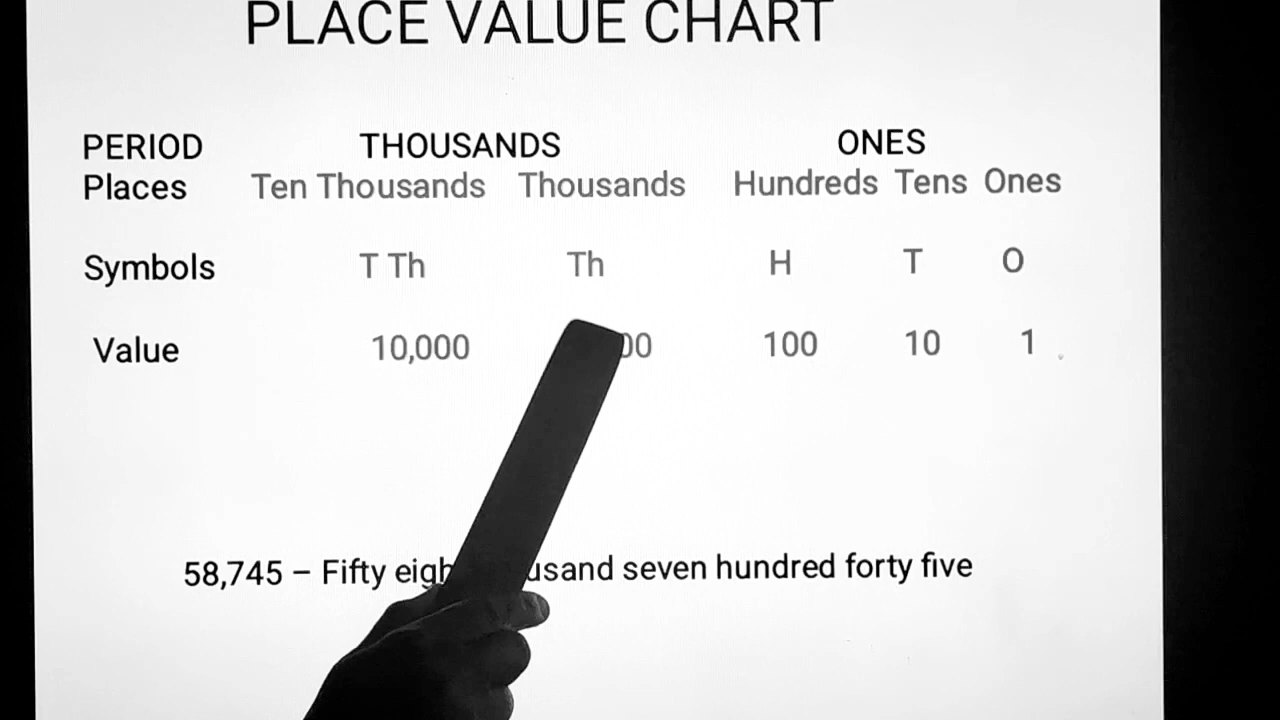 PLACE VALUE CHART
PERIOD THOUSANDS ONES
Places Ten Thousands Thousands Hundreds Tens Ones
Symbols T Th Th H T O
Value 10,000 00 100 10 1
58,745 – Fifty seven hundred forty five